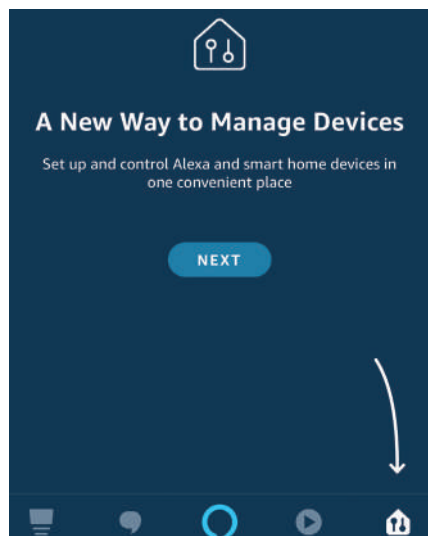 A New Way to Manage Devices
Set up and control Alexa and smart home devices in
one convenient place
NEXT